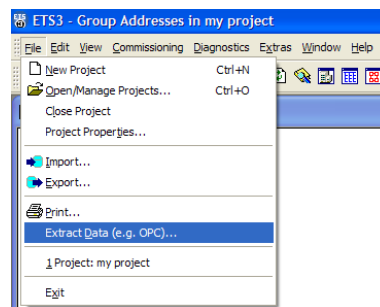 ETS3 - Group Addresses in my project
File Edit View Commissioning Diagnostics Extras Window Help
New Project Ctrl+N
Open/Manage Projects... Ctrl+O
Close Project
Project Properties...
Import...
Export...
Print...
Extract Data (e.g. OPC)...
1 Project: my project
Exit